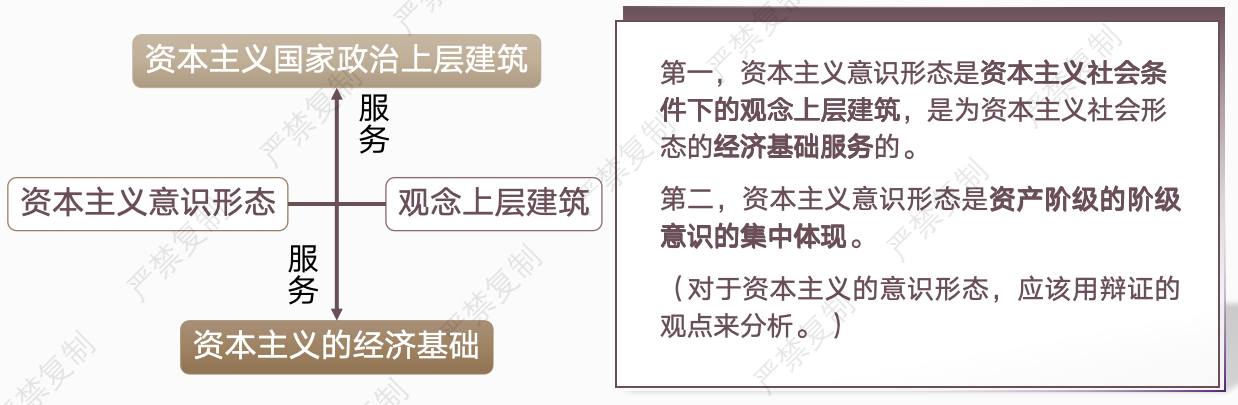 资本主义国家政治上层建筑
服务
资本主义意识形态
观念上层建筑
服务
资本主义的经济基础
第一，资本主义意识形态是资本主义社会条
件下的观念上层建筑，是为资本主义社会形
态的经济基础服务的。
第二，资本主义意识形态是资产阶级的阶级
意识的集中体现。
（对于资本主义的意识形态，应该用辩证的
观点来分析。）
严禁复制
严禁复制
严禁复制
严禁复制
严禁复制
严禁复制
严禁复制
严禁复制
严禁复制